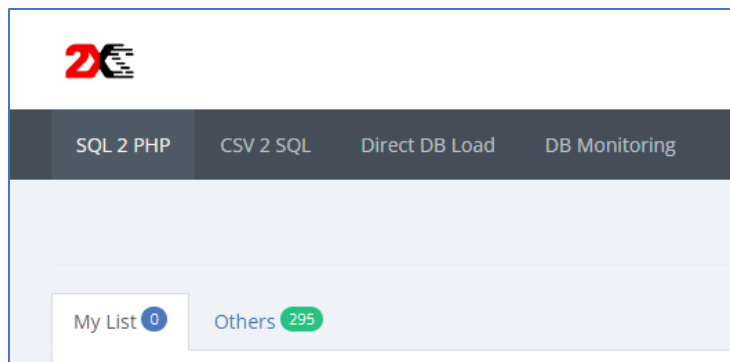 2X
SQL 2 PHP CSV 2 SQL Direct DB Load DB Monitoring
My List 0 Others 295